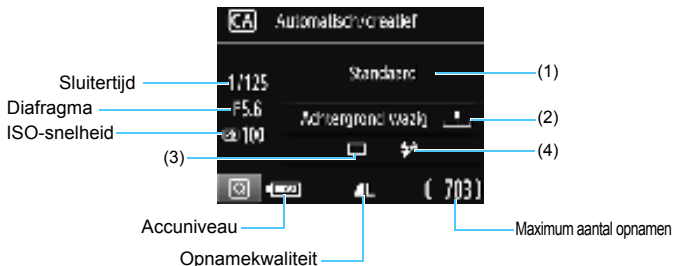 CA Automatisch/creatief
Standaard (1)
Sluitertijd 1/125
Diafragma F5.6
Achtergrond wazig (2)
ISO-snelheid 100
(3) (4)
L ( 703)
Accuniveau
Maximum aantal opnamen
Opnamekwaliteit